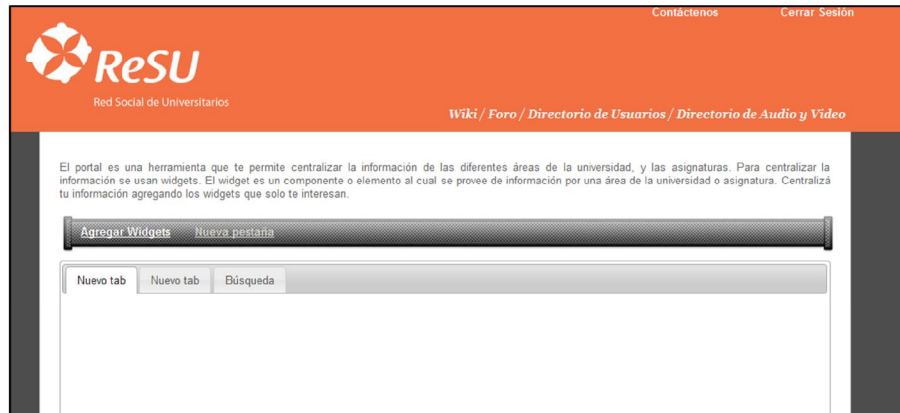 Contáctenos Cerrar Sesión
ReSU
Red Social de Universitarios
Wiki / Foro / Directorio de Usuarios / Directorio de Audio y Video
El portal es una herramienta que te permite centralizar la información de las diferentes áreas de la universidad, y las asignaturas. Para centralizar la
información se usan widgets. El widget es un componente o elemento al cual se provee de información por una área de la universidad o asignatura. Centralizá
tu información agregando los widgets que solo te interesan.
Agregar Widgets Nueva pestaña
Nuevo tab Nuevo tab Búsqueda